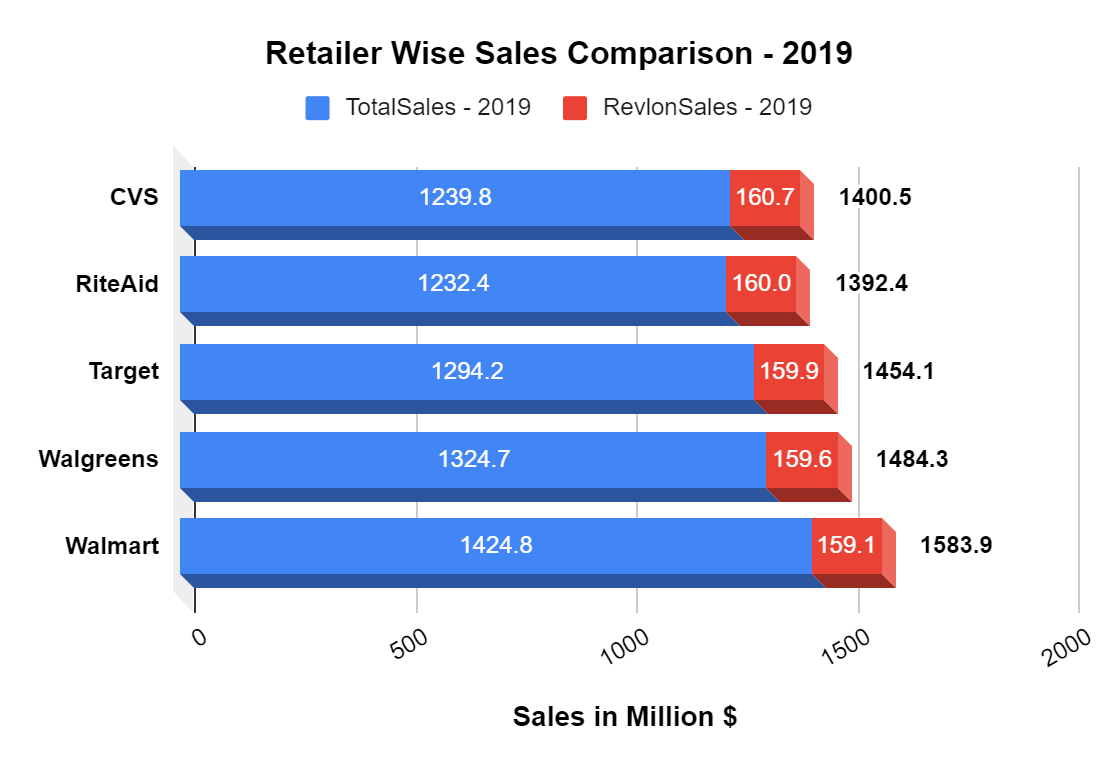 Retailer Wise Sales Comparison - 2019
TotalSales - 2019 RevlonSales - 2019
CVS 1239.8 160.7 1400.5
RiteAid 1232.4 160.0 1392.4
Target 1294.2 159.9 1454.1
Walgreens 1324.7 159.6 1484.3
Walmart 1424.8 159.1 1583.9
0 500 1000 1500 2000
Sales in Million $